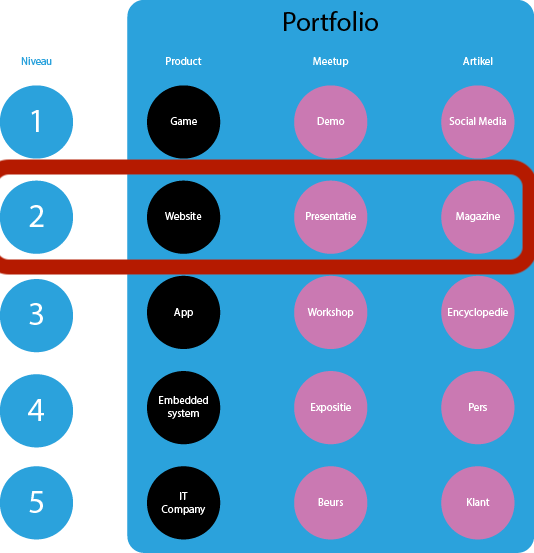 Portfolio
Niveau Product Meetup Artikel
1 Game Demo Social Media
2 Website Presentatie Magazine
3 App Workshop Encyclopedie
4 Embedded system Expositie Pers
5 IT Company Beurs Klant